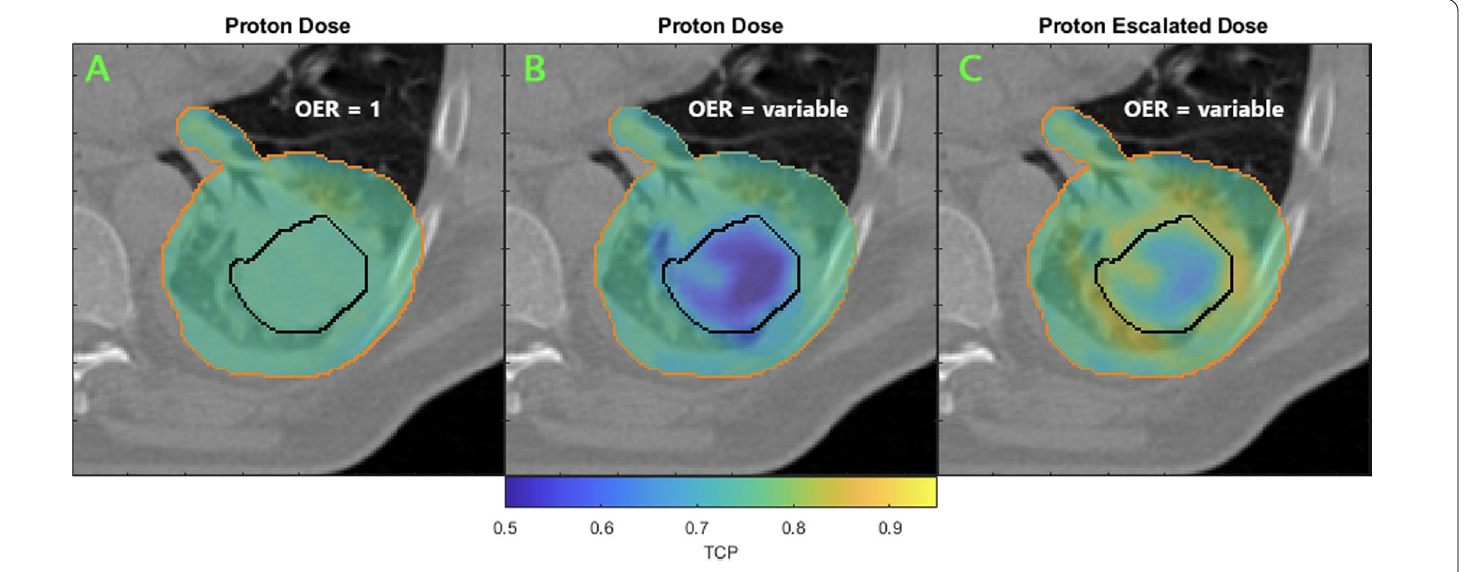 Proton Dose
Proton Dose
Proton Escalated Dose
A
OER = 1
B
OER = variable
C
OER = variable
0.5
0.6
0.7
0.8
0.9
TCP